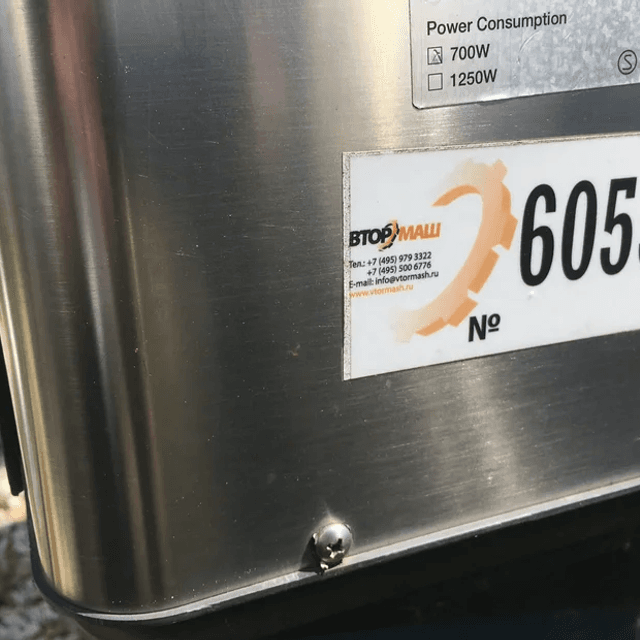 Power Consumption
700W
1250W
S
ВТОРМАШ
Тел.: +7 (495) 979 3322
+7 (495) 500 6776
E-mail: info@vtormash.ru
www.vtormash.ru
№
605